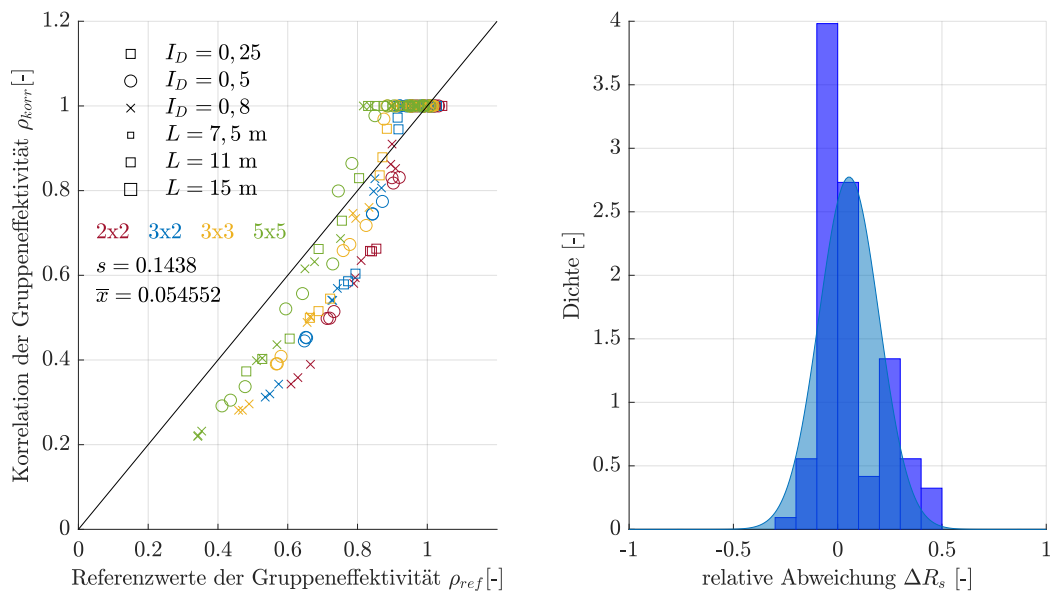 Korrelation der Gruppeneffektivität ρ_korr [-]
1.2
1
0.8
0.6
0.4
0.2
0
I_D = 0,25
I_D = 0,5
I_D = 0,8
L = 7,5 m
L = 11 m
L = 15 m
2x2 3x2 3x3 5x5
s = 0.1438
x̅ = 0.054552
0 0.2 0.4 0.6 0.8 1
Referenzwerte der Gruppeneffektivität ρ_ref [-]
Dichte [-]
4
3.5
3
2.5
2
1.5
1
0.5
0
-1 -0.5 0 0.5 1
relative Abweichung ΔR_s [-]